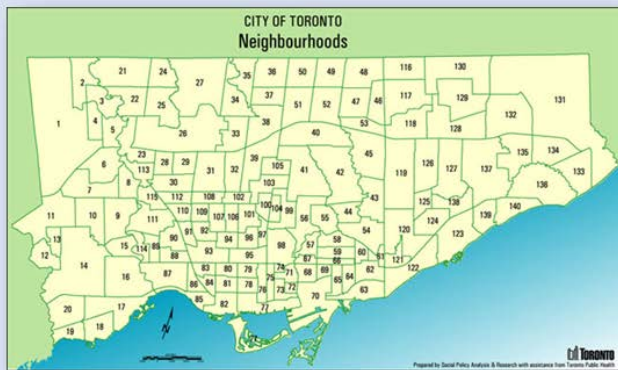 CITY OF TORONTO
Neighbourhoods
21 24 27 35 36 50 49 48 116 130 131
2 3 22 25 34 37 51 52 47 46 117 129
1 4 5 26 33 38 53 118 128 132
40
23 28 29 31 32 39 105 41 42 45 119 126 127 137 135 134 133
6 113 30 103 136
7 8 115 112 108 102 100 104 99 43 125 138
11 10 9 111 110 109 107 106 101 97 56 55 44 124 139 140
13 12 15 114 89 90 91 92 94 96 98 57 58 54 120 123
14 16 88 93 95 67 59 66 60 61 121 122
87 83 80 79 74 71 68 69 65 64 62
86 84 81 78 75 76 73 72 70 63
20 17 85 82 77
19 18
TORONTO
Prepared by Social Policy Analysis & Research with assistance from Toronto Public Health